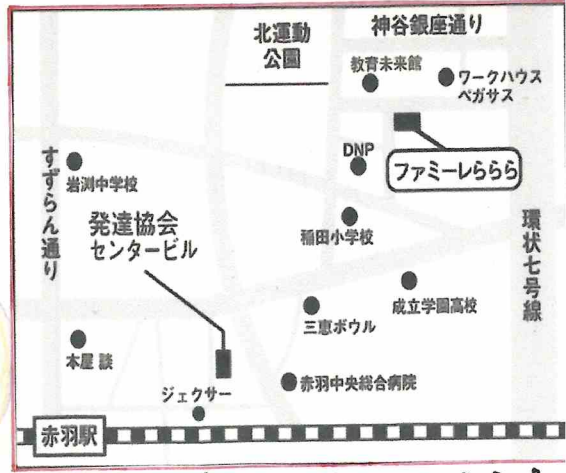 北運動
公園
神谷銀座通り
教育未来館
ワークハウス
ペガサス
DNP
ファミーレららら
すずらん通り
岩渕中学校
発達協会
センタービル
稲田小学校
環状七号線
成立学園高校
三恵ボウル
本屋 談
赤羽中央総合病院
ジェクサー
赤羽駅